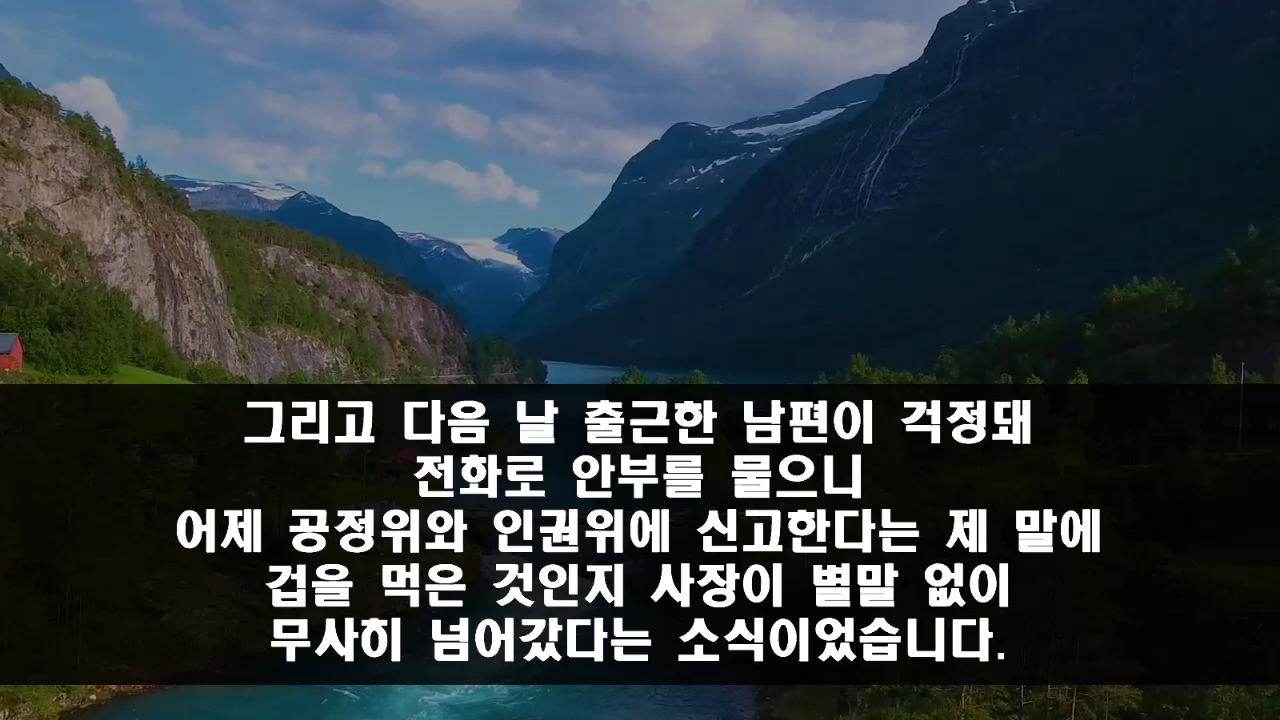 그리고 다음 날 출근한 남편이 걱정돼
전화로 안부를 물으니
어제 공정위와 인권위에 신고한다는 제 말에
겁을 먹은 것인지 사장이 별말 없이
무사히 넘어갔다는 소식이었습니다.